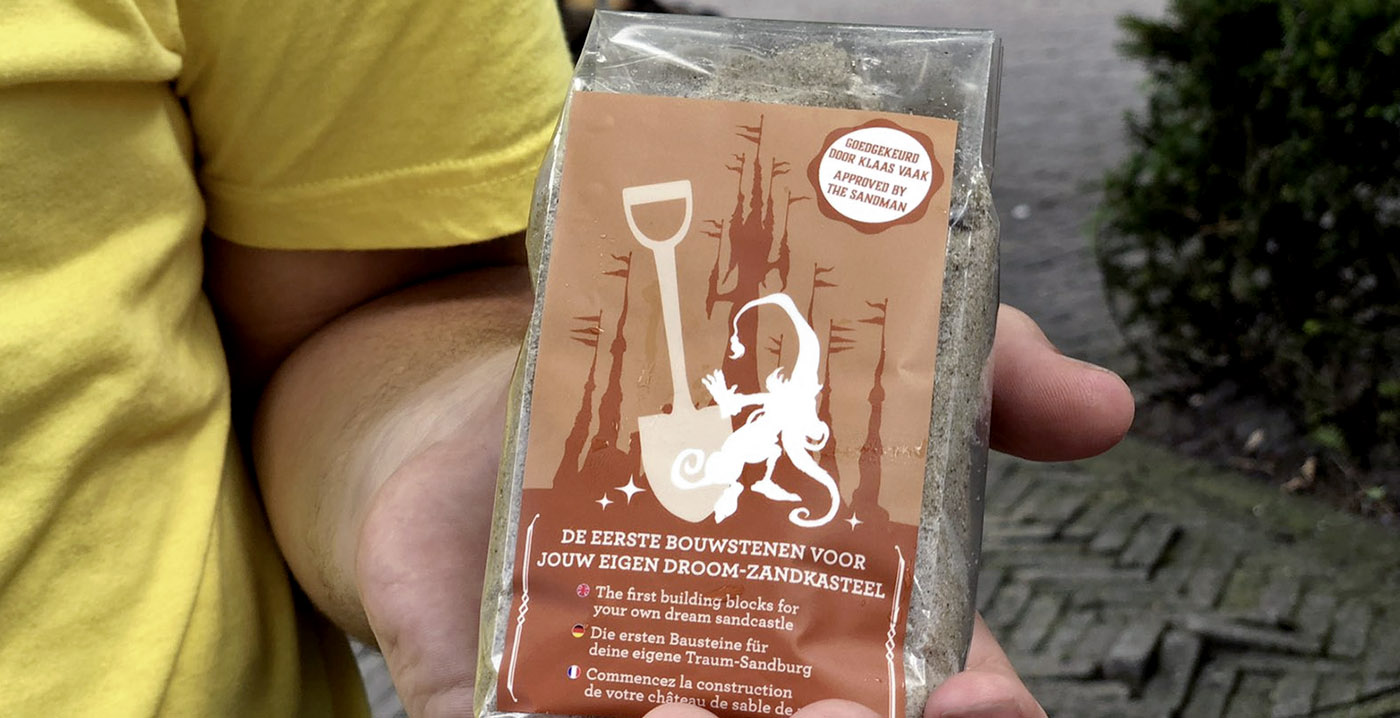 GOEDGEKEURD
DOOR KLAAS VAAK
APPROVED BY
THE SANDMAN
DE EERSTE BOUWSTENEN VOOR
JOUW EIGEN DROOM-ZANDKASTEEL
The first building blocks for
your own dream sandcastle
Die ersten Bausteine für
deine eigene Traum-Sandburg
Commencez la construction
de votre château de sable de